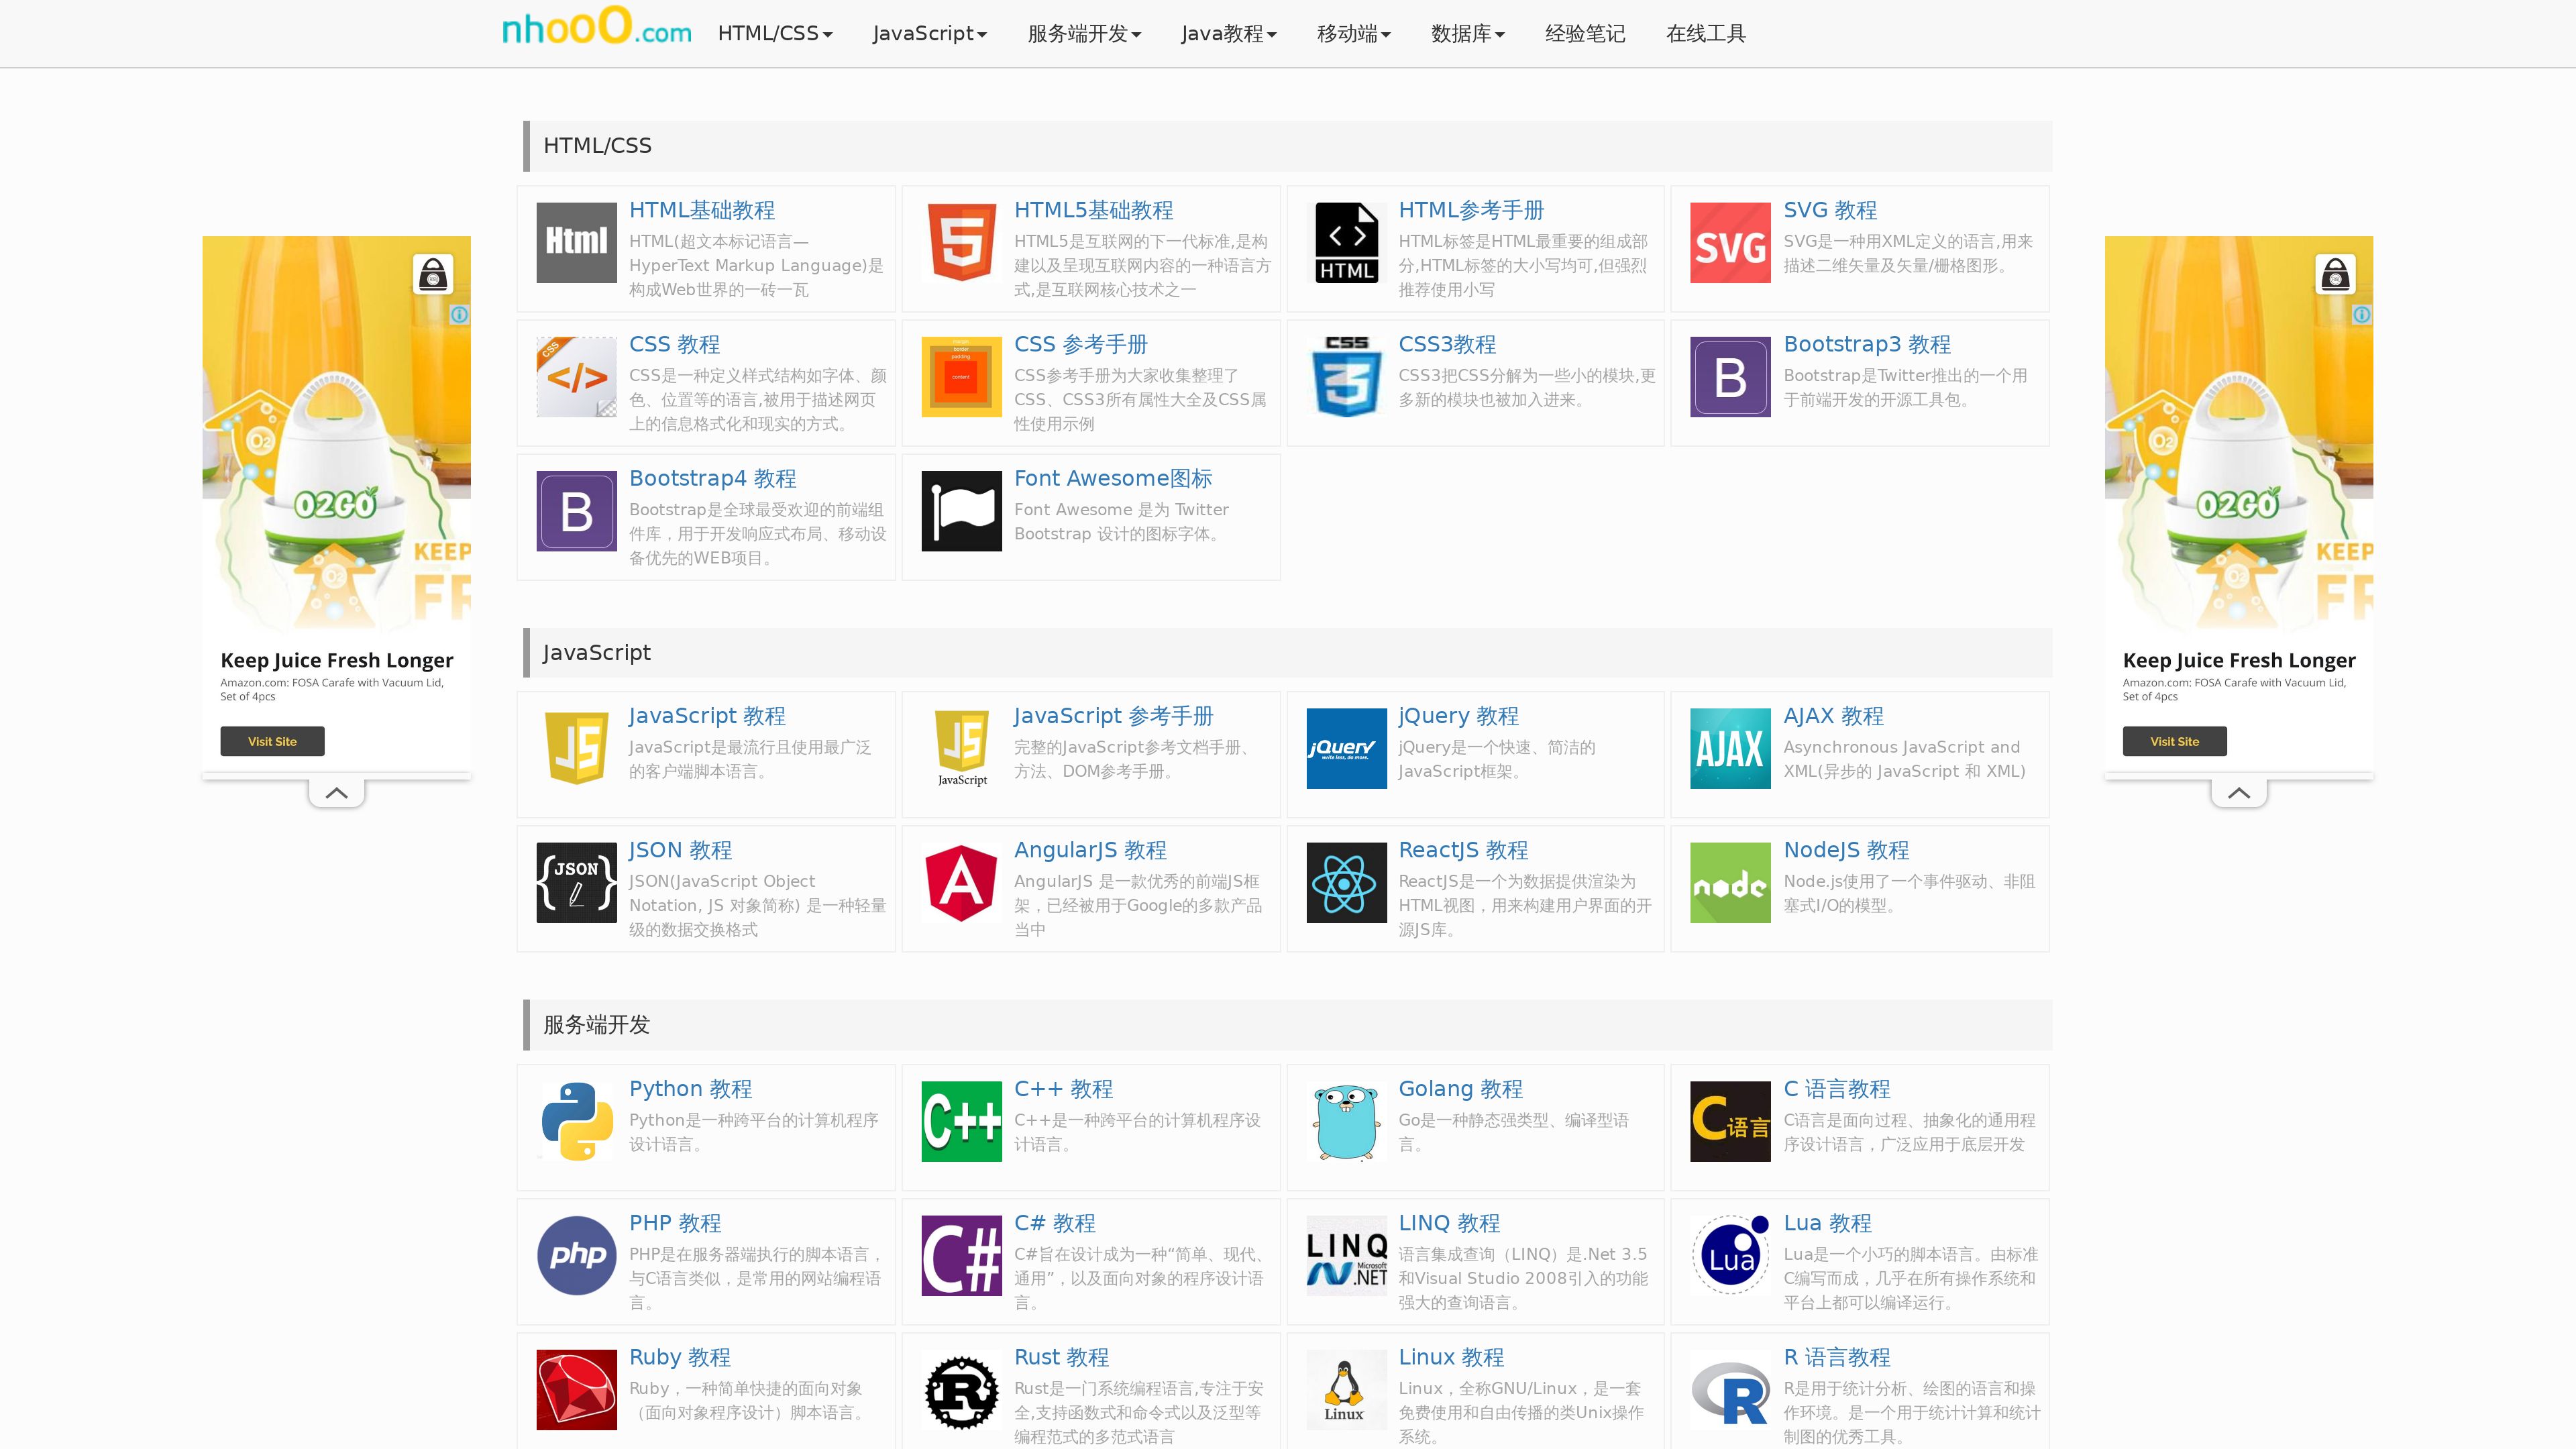 nhooo.com
HTML/CSS
JavaScript
服务端开发
Java教程
移动端
数据库
经验笔记
在线工具
HTML/CSS
Html
HTML基础教程
HTML(超文本标记语言—
HyperText Markup Language)是
构成Web世界的一砖一瓦
HTML5基础教程
HTML5是互联网的下一代标准,是构
建以及呈现互联网内容的一种语言方
式,是互联网核心技术之一
HTML
HTML参考手册
HTML标签是HTML最重要的组成部
分,HTML标签的大小写均可,但强烈
推荐使用小写
SVG
SVG 教程
SVG是一种用XML定义的语言,用来
描述二维矢量及矢量/栅格图形。
CSS
</>
CSS 教程
CSS是一种定义样式结构如字体、颜
色、位置等的语言,被用于描述网页
上的信息格式化和现实的方式。
margin
border
padding
content
CSS 参考手册
CSS参考手册为大家收集整理了
CSS、CSS3所有属性大全及CSS属
性使用示例
CSS
3
CSS3教程
CSS3把CSS分解为一些小的模块,更
多新的模块也被加入进来。
B
Bootstrap3 教程
Bootstrap是Twitter推出的一个用
于前端开发的开源工具包。
B
Bootstrap4 教程
Bootstrap是全球最受欢迎的前端组
件库，用于开发响应式布局、移动设
备优先的WEB项目。
Font Awesome图标
Font Awesome 是为 Twitter
Bootstrap 设计的图标字体。
O2
O2GO
KEEP
FR
O2
Keep Juice Fresh Longer
Amazon.com: FOSA Carafe with Vacuum Lid,
Set of 4pcs
Visit Site
O2
O2GO
KEEP
FR
O2
Keep Juice Fresh Longer
Amazon.com: FOSA Carafe with Vacuum Lid,
Set of 4pcs
Visit Site
JavaScript
JS
JavaScript 教程
JavaScript是最流行且使用最广泛
的客户端脚本语言。
JS
JavaScript
JavaScript 参考手册
完整的JavaScript参考文档手册、
方法、DOM参考手册。
jQuery
write less, do more.
jQuery 教程
jQuery是一个快速、简洁的
JavaScript框架。
AJAX
AJAX 教程
Asynchronous JavaScript and
XML(异步的 JavaScript 和 XML)
{JSON}
JSON 教程
JSON(JavaScript Object
Notation, JS 对象简称) 是一种轻量
级的数据交换格式
A
AngularJS 教程
AngularJS 是一款优秀的前端JS框
架，已经被用于Google的多款产品
当中
ReactJS 教程
ReactJS是一个为数据提供渲染为
HTML视图，用来构建用户界面的开
源JS库。
node
NodeJS 教程
Node.js使用了一个事件驱动、非阻
塞式I/O的模型。
服务端开发
Python 教程
Python是一种跨平台的计算机程序
设计语言。
C++
C++ 教程
C++是一种跨平台的计算机程序设
计语言。
Golang 教程
Go是一种静态强类型、编译型语
言。
C语言
C 语言教程
C语言是面向过程、抽象化的通用程
序设计语言，广泛应用于底层开发
php
PHP 教程
PHP是在服务器端执行的脚本语言，
与C语言类似，是常用的网站编程语
言。
C#
C# 教程
C#旨在设计成为一种“简单、现代、
通用”，以及面向对象的程序设计语
言。
LINQ
Microsoft
.NET
LINQ 教程
语言集成查询（LINQ）是.Net 3.5
和Visual Studio 2008引入的功能
强大的查询语言。
Lua
Lua 教程
Lua是一个小巧的脚本语言。由标准
C编写而成，几乎在所有操作系统和
平台上都可以编译运行。
Ruby 教程
Ruby，一种简单快捷的面向对象
（面向对象程序设计）脚本语言。
R
Rust 教程
Rust是一门系统编程语言,专注于安
全,支持函数式和命令式以及泛型等
编程范式的多范式语言
Linux
Linux 教程
Linux，全称GNU/Linux，是一套
免费使用和自由传播的类Unix操作
系统。
R
R 语言教程
R是用于统计分析、绘图的语言和操
作环境。是一个用于统计计算和统计
制图的优秀工具。